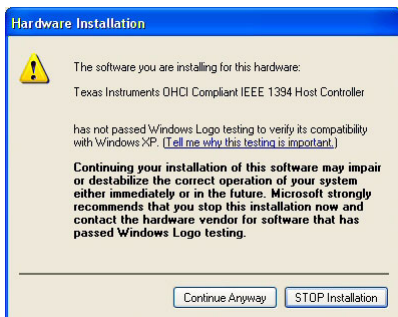 Hardware Installation
The software you are installing for this hardware:
Texas Instruments OHCI Compliant IEEE 1394 Host Controller
has not passed Windows Logo testing to verify its compatibility
with Windows XP. (Tell me why this testing is important.)
Continuing your installation of this software may impair
or destabilize the correct operation of your system
either immediately or in the future. Microsoft strongly
recommends that you stop this installation now and
contact the hardware vendor for software that has
passed Windows Logo testing.
Continue Anyway
STOP Installation